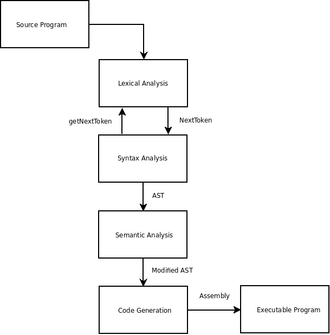 Source Program
Lexical Analysis
getNextToken
NextToken
Syntax Analysis
AST
Semantic Analysis
Modified AST
Code Generation
Assembly
Executable Program